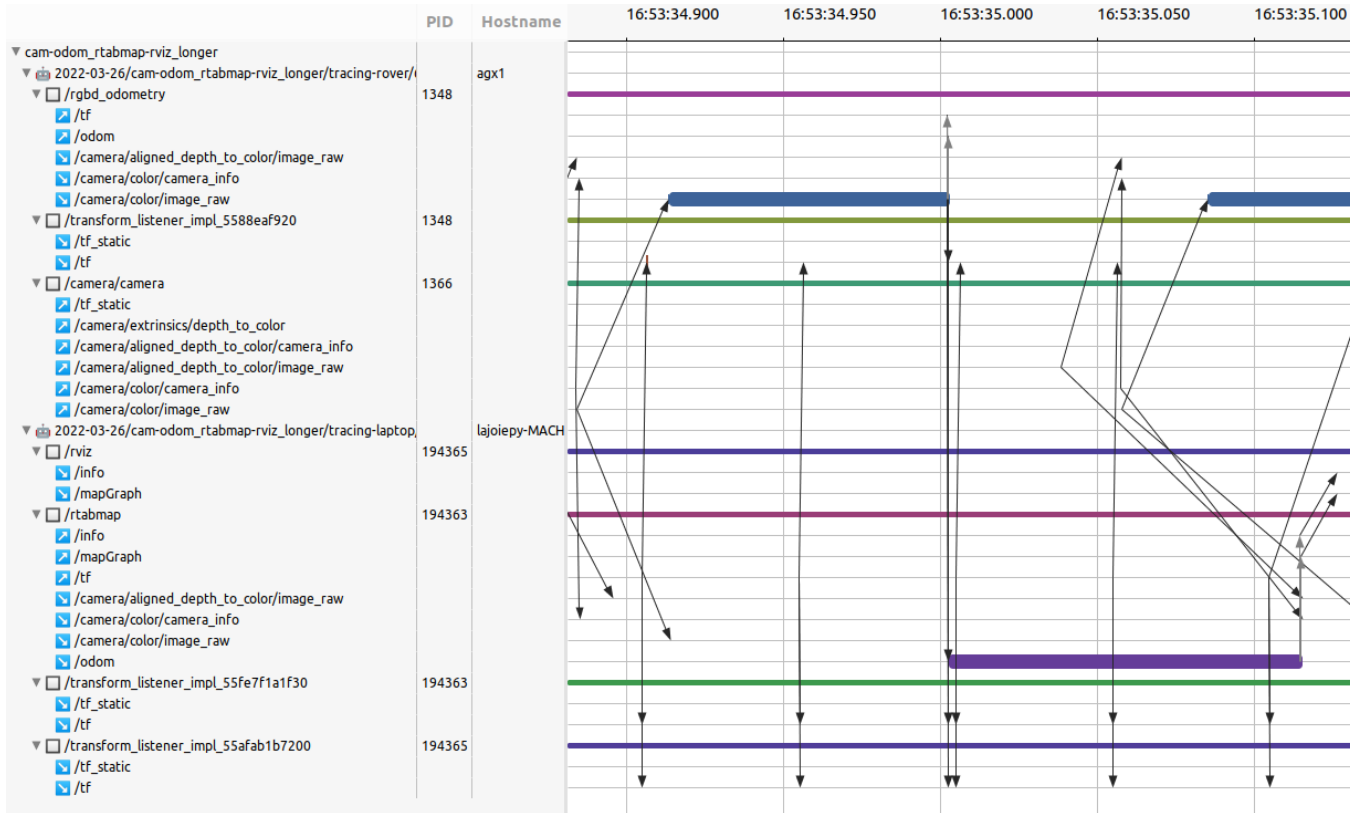 PID Hostname 16:53:34.900 16:53:34.950 16:53:35.000 16:53:35.050 16:53:35.100
cam-odom_rtabmap-rviz_longer
2022-03-26/cam-odom_rtabmap-rviz_longer/tracing-rover/ agx1
/rgbd_odometry 1348
/tf
/odom
/camera/aligned_depth_to_color/image_raw
/camera/color/camera_info
/camera/color/image_raw
/transform_listener_impl_5588eaf920 1348
/tf_static
/tf
/camera/camera 1366
/tf_static
/camera/extrinsics/depth_to_color
/camera/aligned_depth_to_color/camera_info
/camera/aligned_depth_to_color/image_raw
/camera/color/camera_info
/camera/color/image_raw
2022-03-26/cam-odom_rtabmap-rviz_longer/tracing-laptop, lajoiepy-MACH
/rviz 194365
/info
/mapGraph
/rtabmap 194363
/info
/mapGraph
/tf
/camera/aligned_depth_to_color/image_raw
/camera/color/camera_info
/camera/color/image_raw
/odom
/transform_listener_impl_55fe7f1a1f30 194363
/tf_static
/tf
/transform_listener_impl_55afab1b7200 194365
/tf_static
/tf